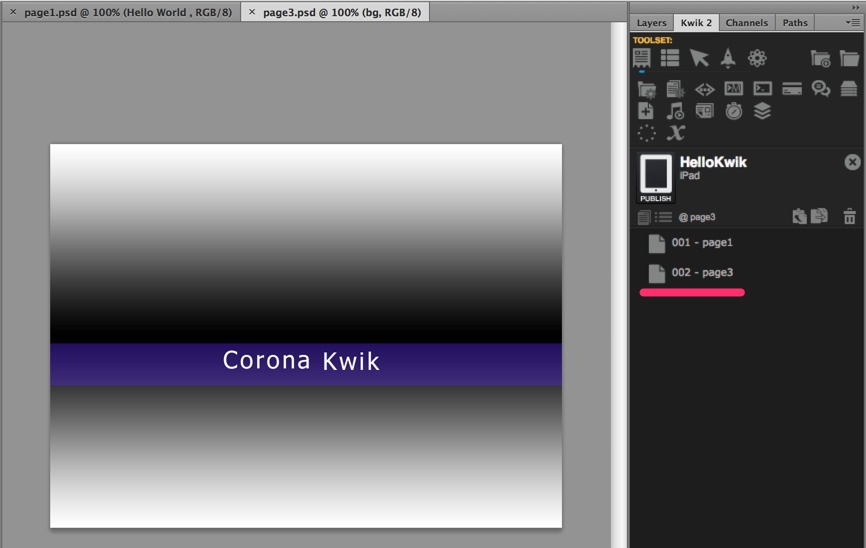 × page1.psd @ 100% (Hello World , RGB/8) × page3.psd @ 100% (bg, RGB/8)
Layers Kwik 2 Channels Paths
TOOLSET:
HelloKwik
iPad
PUBLISH
@ page3
001 - page1
002 - page3
Corona Kwik